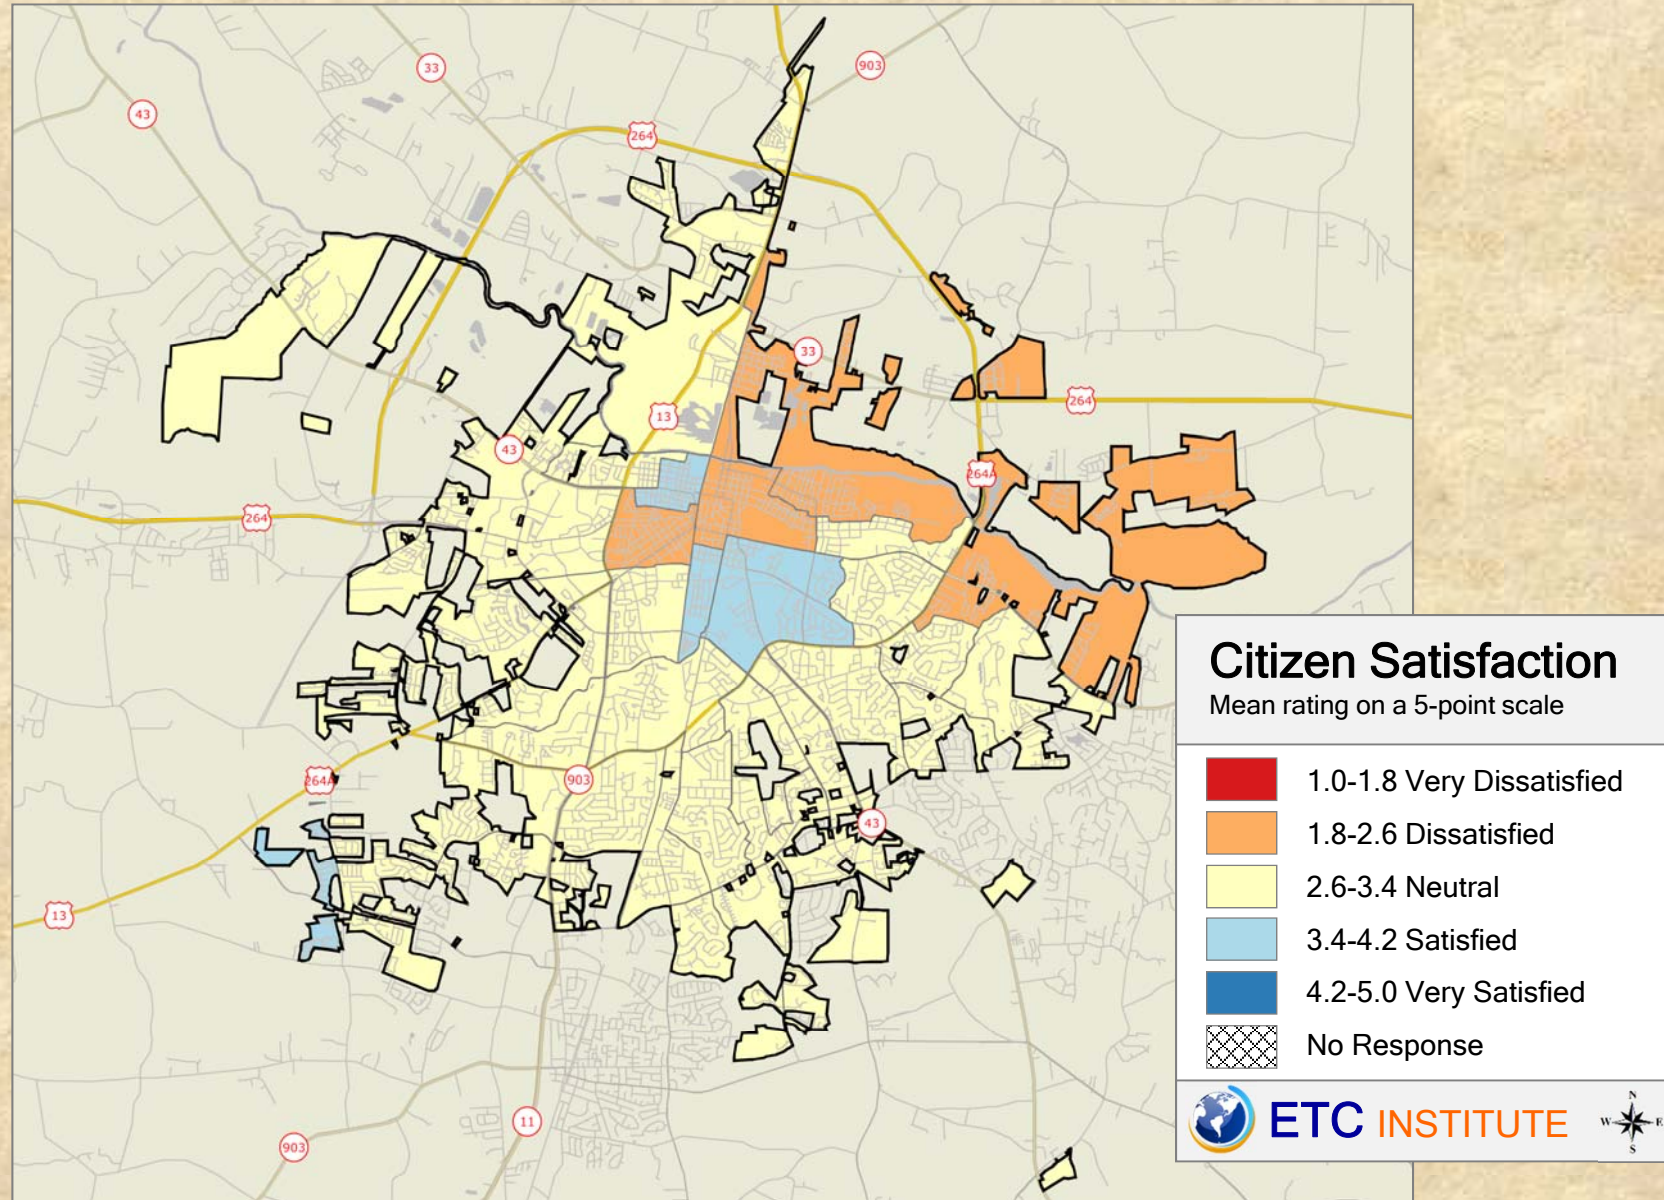 33
903
43
264
33
264
13
43
264A
264
264A
903
43
13
11
903
Citizen Satisfaction
Mean rating on a 5-point scale
1.0-1.8 Very Dissatisfied
1.8-2.6 Dissatisfied
2.6-3.4 Neutral
3.4-4.2 Satisfied
4.2-5.0 Very Satisfied
No Response
ETC INSTITUTE
N
W E
S